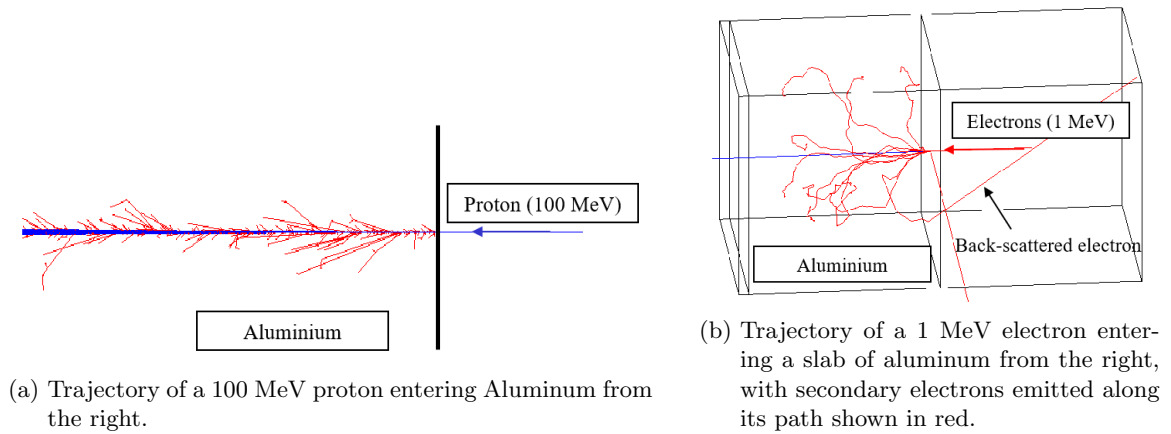 Proton (100 MeV)
Aluminium
(a) Trajectory of a 100 MeV proton entering Aluminum from
the right.
Electrons (1 MeV)
Back-scattered electron
Aluminium
(b) Trajectory of a 1 MeV electron enter-
ing a slab of aluminum from the right,
with secondary electrons emitted along
its path shown in red.